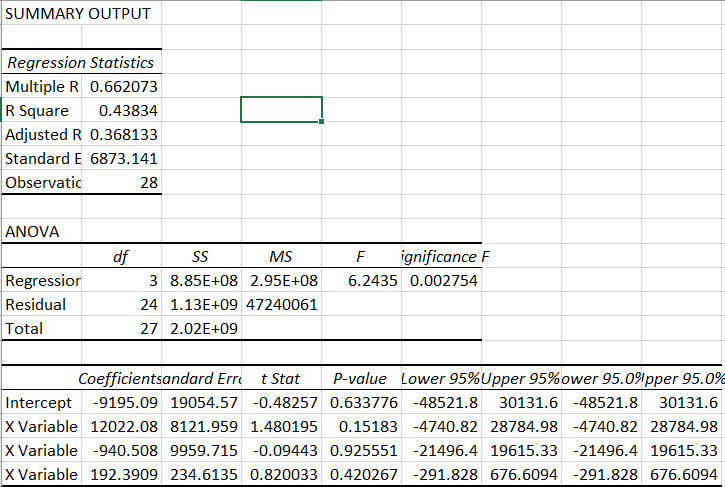 SUMMARY OUTPUT
Regression Statistics
Multiple R 0.662073
R Square 0.43834
Adjusted R 0.368133
Standard E 6873.141
Observatic 28
ANOVA
df SS MS F ignificance F
Regression 3 8.85E+08 2.95E+08 6.2435 0.002754
Residual 24 1.13E+09 47240061
Total 27 2.02E+09
Coefficients andard Erro t Stat P-value Lower 95% Upper 95% ower 95.0% pper 95.0%
Intercept -9195.09 19054.57 -0.48257 0.633776 -48521.8 30131.6 -48521.8 30131.6
X Variable 12022.08 8121.959 1.480195 0.15183 -4740.82 28784.98 -4740.82 28784.98
X Variable -940.508 9959.715 -0.09443 0.925551 -21496.4 19615.33 -21496.4 19615.33
X Variable 192.3909 234.6135 0.820033 0.420267 -291.828 676.6094 -291.828 676.6094